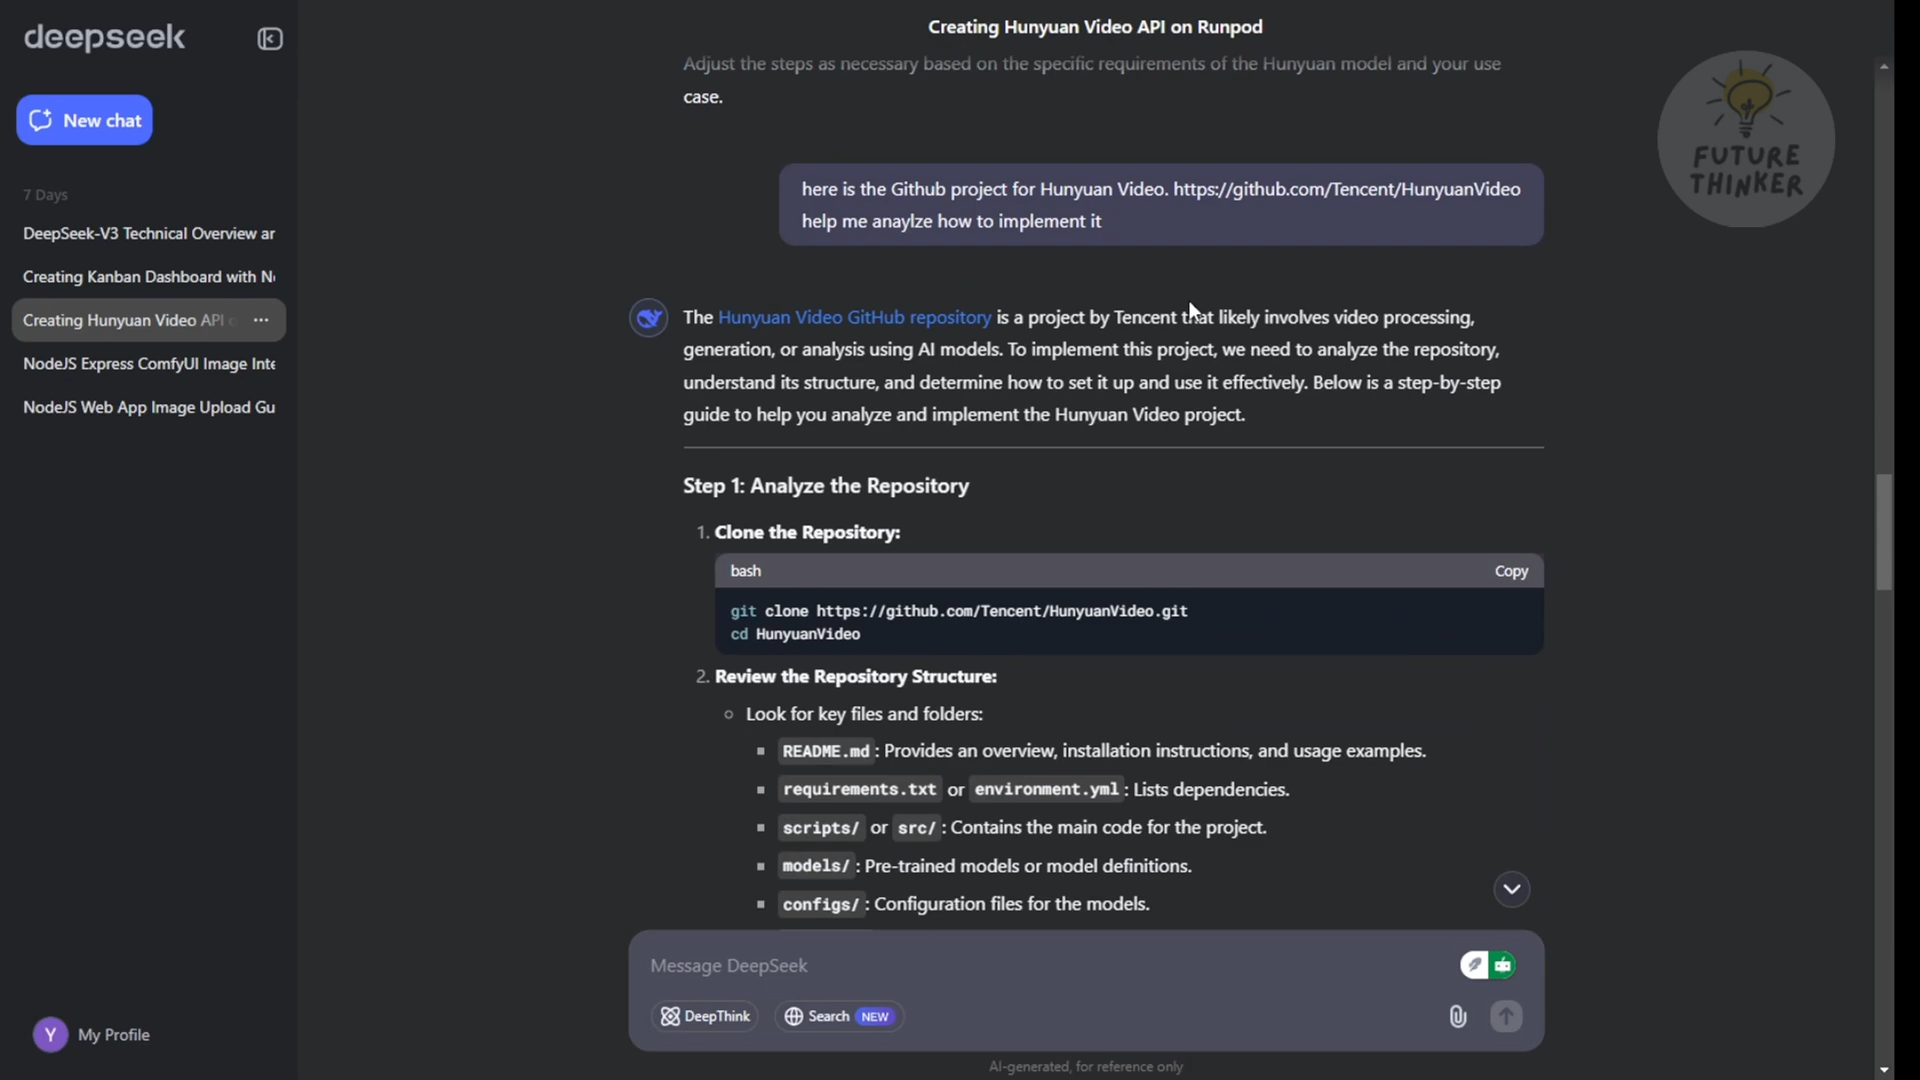 deepseek
New chat
7 Days
DeepSeek-V3 Technical Overview ar
Creating Kanban Dashboard with N
Creating Hunyuan Video API
NodeJS Express ComfyUI Image Inte
NodeJS Web App Image Upload Gu
Y My Profile
Creating Hunyuan Video API on Runpod
Adjust the steps as necessary based on the specific requirements of the Hunyuan model and your use
case.
here is the Github project for Hunyuan Video. https://github.com/Tencent/HunyuanVideo
help me anaylze how to implement it
The Hunyuan Video GitHub repository is a project by Tencent that likely involves video processing,
generation, or analysis using AI models. To implement this project, we need to analyze the repository,
understand its structure, and determine how to set it up and use it effectively. Below is a step-by-step
guide to help you analyze and implement the Hunyuan Video project.
Step 1: Analyze the Repository
1. Clone the Repository:
bash Copy
git clone https://github.com/Tencent/HunyuanVideo.git
cd HunyuanVideo
2. Review the Repository Structure:
Look for key files and folders:
README.md: Provides an overview, installation instructions, and usage examples.
requirements.txt or environment.yml: Lists dependencies.
scripts/ or src/: Contains the main code for the project.
models/: Pre-trained models or model definitions.
configs/: Configuration files for the models.
Message DeepSeek
DeepThink Search NEW
AI-generated, for reference only
FUTURE
THINKER